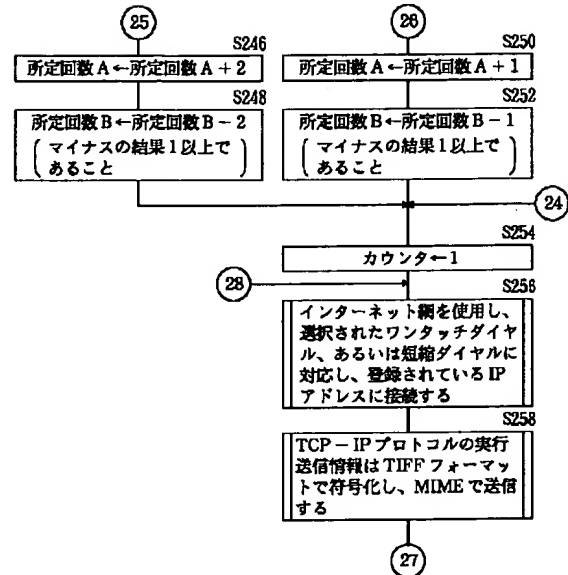 25
26
S246
S250
所定回数A←所定回数A+2
所定回数A←所定回数A+1
S248
S252
所定回数B←所定回数B-2
(マイナスの結果1以上で
あること)
所定回数B←所定回数B-1
(マイナスの結果1以上で
あること)
24
S254
カウンタ←1
28
S256
インターネット網を使用し、
選択されたワンタッチダイ
ヤル、あるいは短縮ダイヤルに
対応し、登録されているIP
アドレスに接続する
S258
TCP-IPプロトコルの実行
送信情報はTIFFフォーマッ
トで符号化し、MIMEで送信
する
27